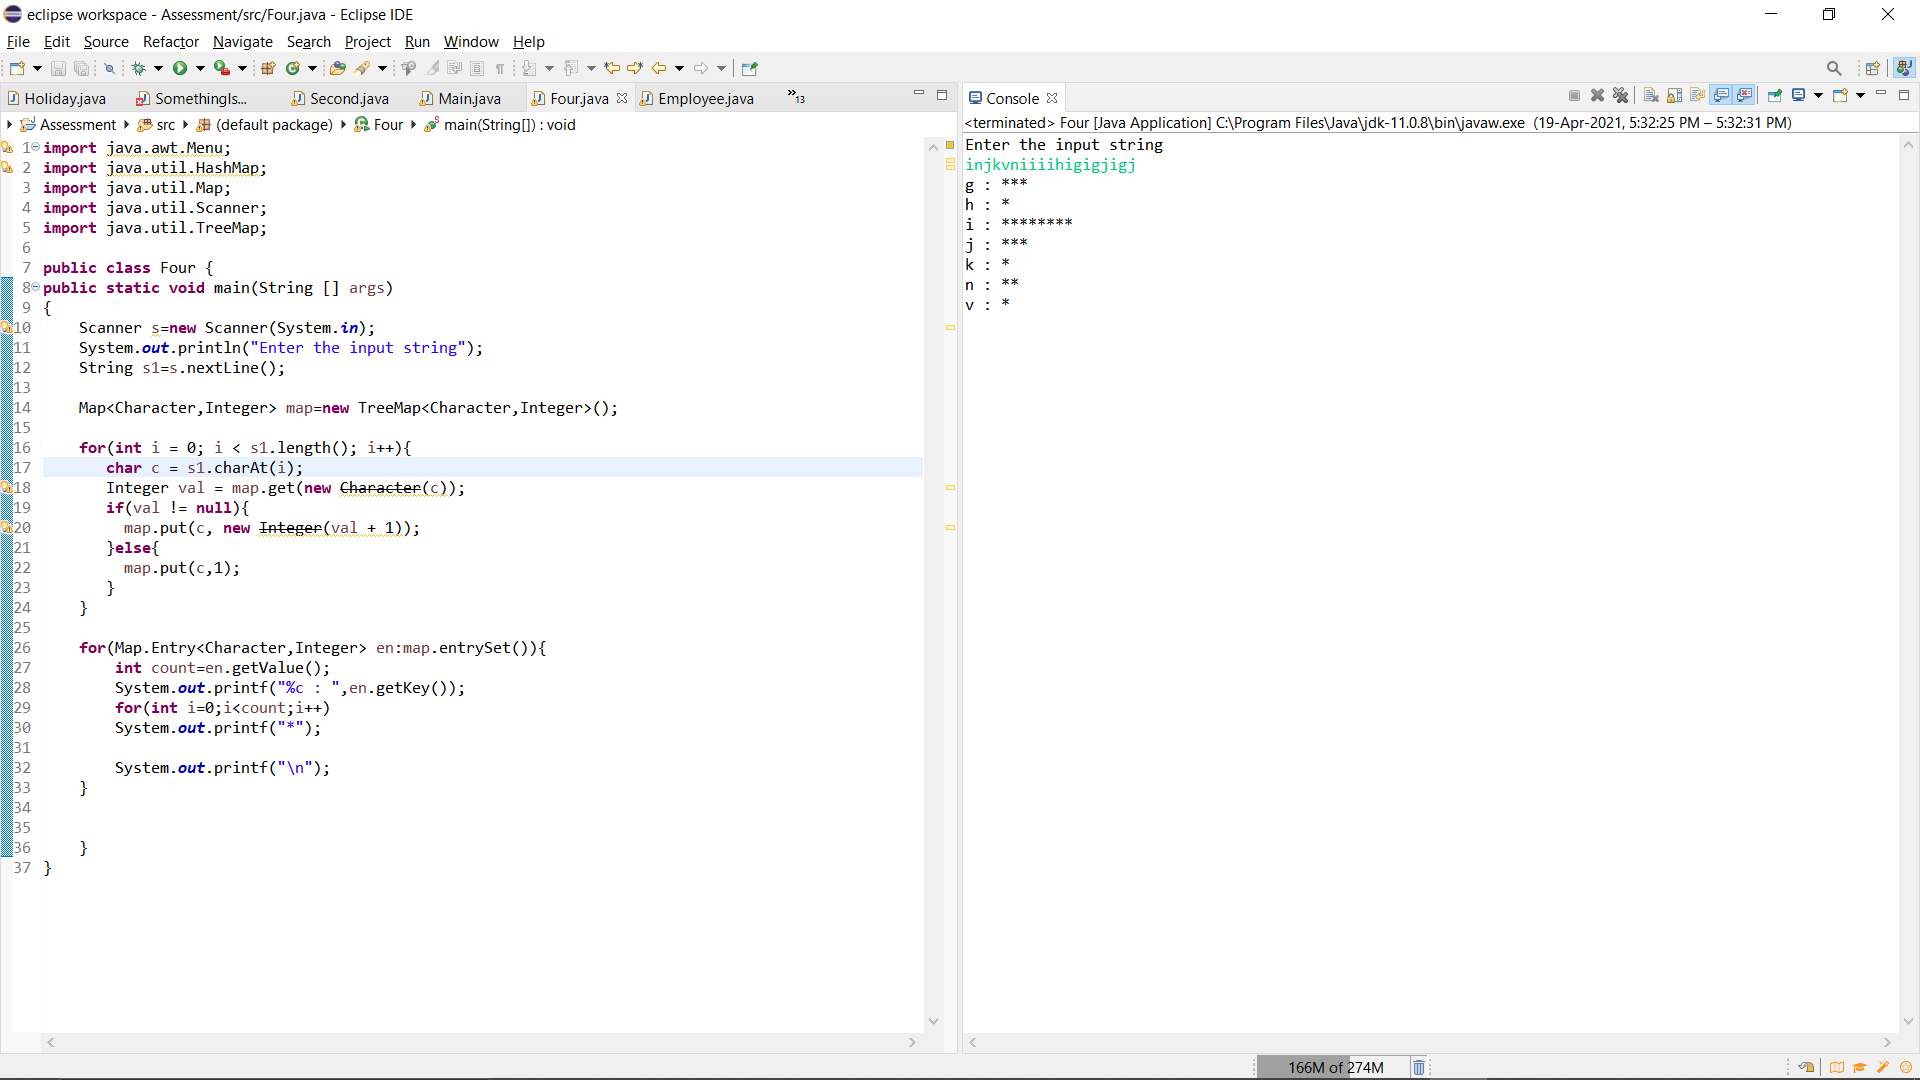 eclipse workspace - Assessment/src/Four.java - Eclipse IDE
File Edit Source Refactor Navigate Search Project Run Window Help
Holiday.java SomethingIs... Second.java Main.java Four.java Employee.java »13
Assessment src (default package) Four main(String[]) : void
1 import java.awt.Menu;
2 import java.util.HashMap;
3 import java.util.Map;
4 import java.util.Scanner;
5 import java.util.TreeMap;
6
7 public class Four {
8 public static void main(String [] args)
9 {
10 Scanner s=new Scanner(System.in);
11 System.out.println("Enter the input string");
12 String s1=s.nextLine();
13
14 Map<Character,Integer> map=new TreeMap<Character,Integer>();
15
16 for(int i = 0; i < s1.length(); i++){
17 char c = s1.charAt(i);
18 Integer val = map.get(new Character(c));
19 if(val != null){
20 map.put(c, new Integer(val + 1));
21 }else{
22 map.put(c,1);
23 }
24 }
25
26 for(Map.Entry<Character,Integer> en:map.entrySet()){
27 int count=en.getValue();
28 System.out.printf("%c : ",en.getKey());
29 for(int i=0;i<count;i++)
30 System.out.printf("*");
31
32 System.out.printf("\n");
33 }
34
35
36 }
37 }
Console
<terminated> Four [Java Application] C:\Program Files\Java\jdk-11.0.8\bin\javaw.exe (19-Apr-2021, 5:32:25 PM – 5:32:31 PM)
Enter the input string
injkvniiiihigigjigj
g : ***
h : *
i : ********
j : ***
k : *
n : **
v : *
166M of 274M